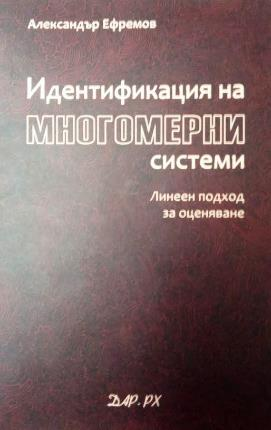 Александър Ефремов
Идентификация на
МНОГОМЕРНИ
системи
Линеен подход
за оценяване
ДАР.РХ